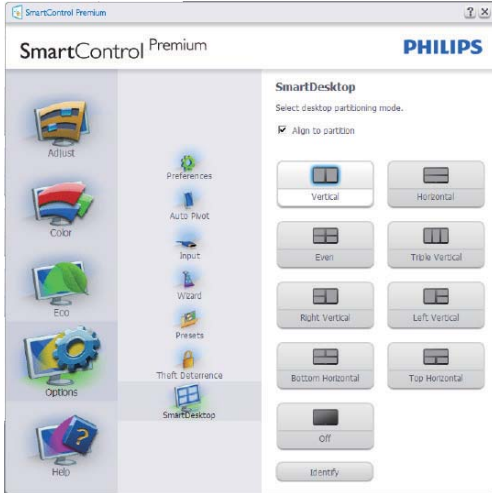 SmartControl Premium
? ×
SmartControl Premium
PHILIPS
Adjust
Color
Eco
Options
Help
Preferences
Auto Pivot
Input
Wizard
Presets
Theft Deterrence
SmartDesktop
SmartDesktop
Select desktop partitioning mode.
Align to partition
Vertical
Horizontal
Even
Triple Vertical
Right Vertical
Left Vertical
Bottom Horizontal
Top Horizontal
Off
Identify